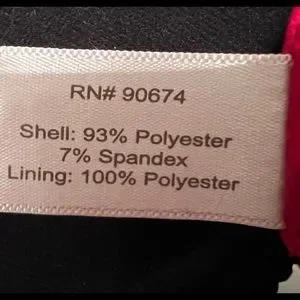 RN# 90674
Shell: 93% Polyester
7% Spandex
Lining: 100% Polyester